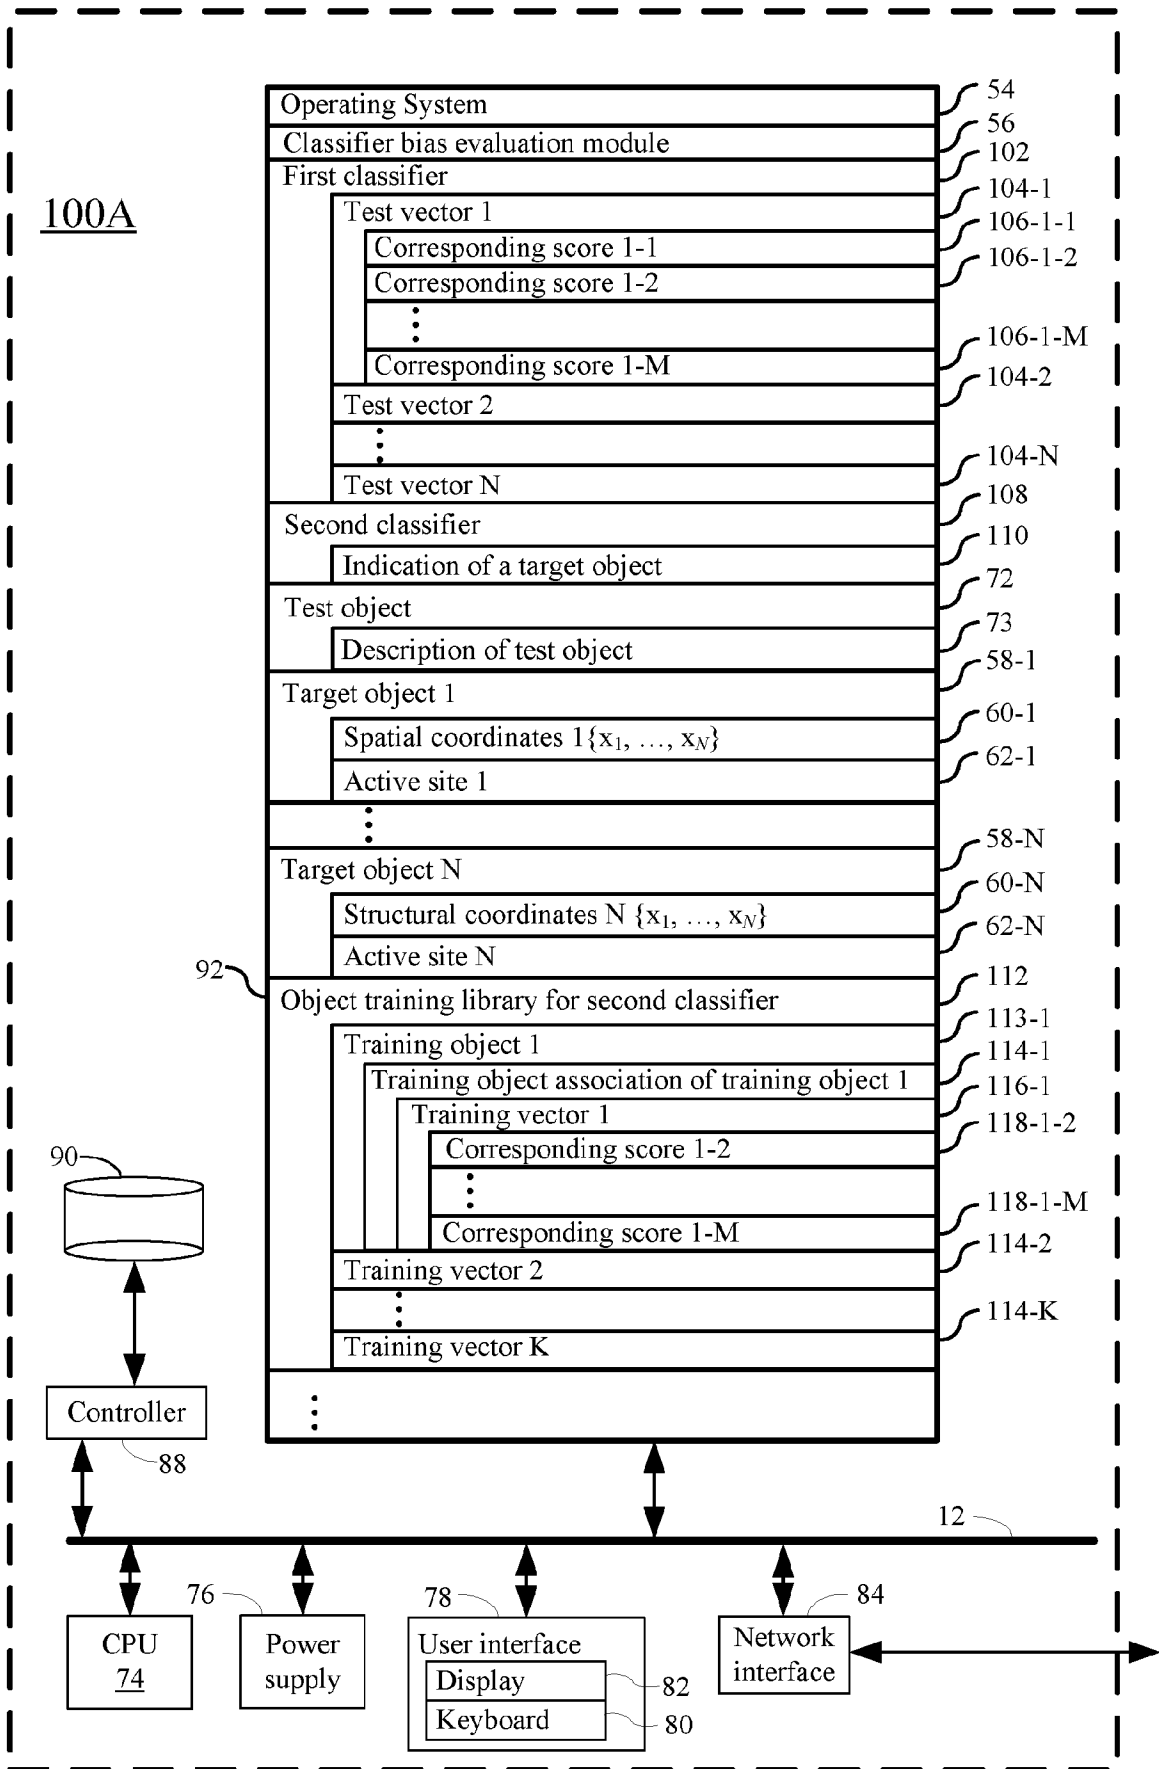 100A
Operating System 54
Classifier bias evaluation module 56
First classifier 102
Test vector 1 104-1
Corresponding score 1-1 106-1-1
Corresponding score 1-2 106-1-2
⋮
Corresponding score 1-M 106-1-M
Test vector 2 104-2
⋮
Test vector N 104-N
Second classifier 108
Indication of a target object 110
Test object 72
Description of test object 73
Target object 1 58-1
Spatial coordinates 1{x1, …, xN} 60-1
Active site 1 62-1
⋮
Target object N 58-N
Structural coordinates N {x1, …, xN} 60-N
Active site N 62-N
92
Object training library for second classifier 112
Training object 1 113-1
Training object association of training object 1 114-1
Training vector 1 116-1
Corresponding score 1-2 118-1-2
⋮
Corresponding score 1-M 118-1-M
Training vector 2 114-2
⋮
Training vector K 114-K
⋮
90
Controller
88
12
CPU
74
76
Power
supply
78
User interface
Display 82
Keyboard 80
84
Network
interface